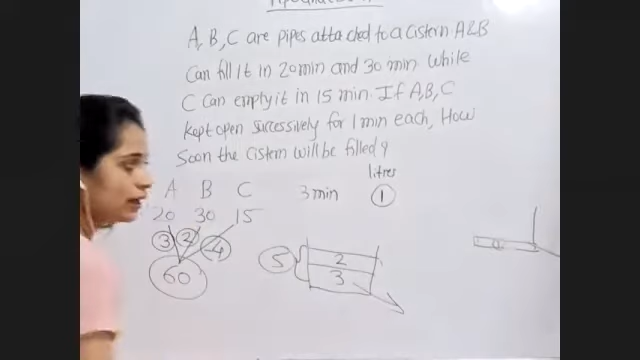 A, B, C are pipes attached to a Cistern A&B
Can fill it in 20min and 30 min while
C Can empty it in 15 min. If A, B, C
Kept open successively for 1 min each, How
Soon the Cistern will be filled?
litres
A B C 3 min 1
20 30 15
3 2 4
5 2
60 3